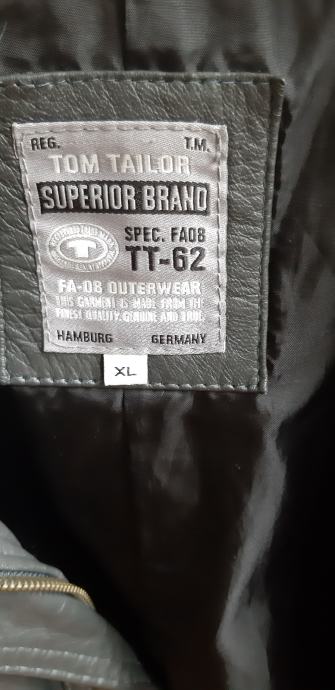 REG. T.M.
TOM TAILOR
SUPERIOR BRAND
SPEC. FA08
TT-62
FA-08 OUTERWEAR
THIS GARMENT IS MADE FROM THE
FINEST QUALITY. GENUINE AND TRUE.
HAMBURG GERMANY
XL